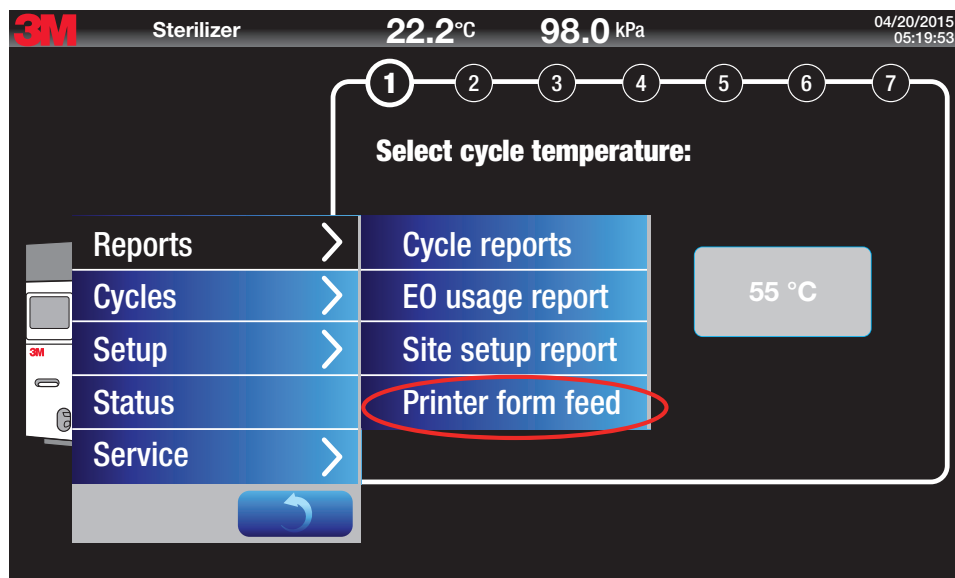 3M Sterilizer 22.2°C 98.0 kPa 04/20/2015
05:19:53
1 2 3 4 5 6 7
Select cycle temperature:
Reports
Cycle reports
Cycles
EO usage report
55 °C
Setup
Site setup report
3M
Status
Printer form feed
Service